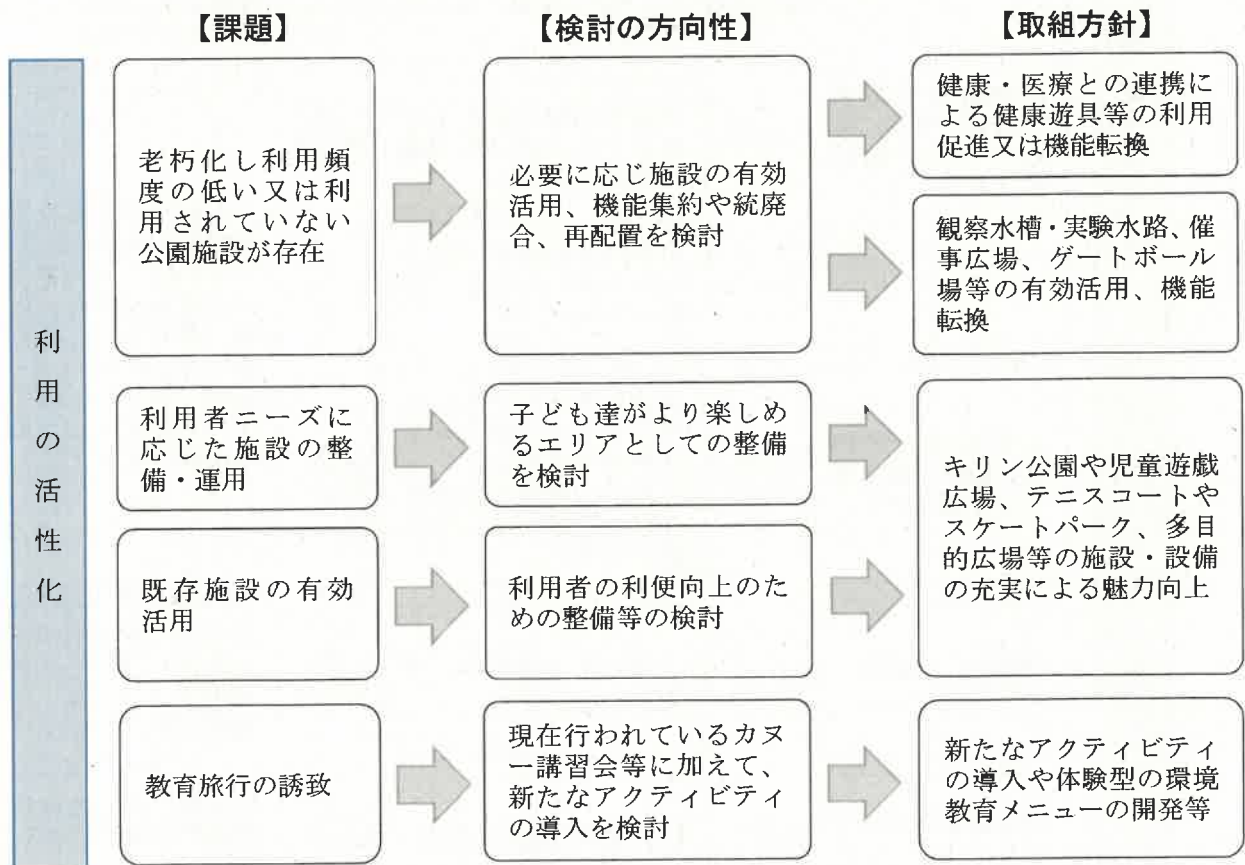 【課題】
【検討の方向性】
【取組方針】
利用の活性化
老朽化し利用頻
度の低い又は利
用されていない
公園施設が存在
必要に応じ施設の有効
活用、機能集約や統廃
合、再配置を検討
健康・医療との連携に
よる健康遊具等の利用
促進又は機能転換
観察水槽・実験水路、催
事広場、ゲートボール
場等の有効活用、機能
転換
利用者ニーズに
応じた施設の整
備・運用
子ども達がより楽しめ
るエリアとしての整備
を検討
キリン公園や児童遊戯
広場、テニスコートや
スケートパーク、多目
的広場等の施設・設備
の充実による魅力向上
既存施設の有効
活用
利用者の利便向上のた
めの整備等の検討
教育旅行の誘致
現在行われているカヌ
ー講習会等に加えて、
新たなアクティビティ
の導入を検討
新たなアクティビティ
の導入や体験型の環境
教育メニューの開発等